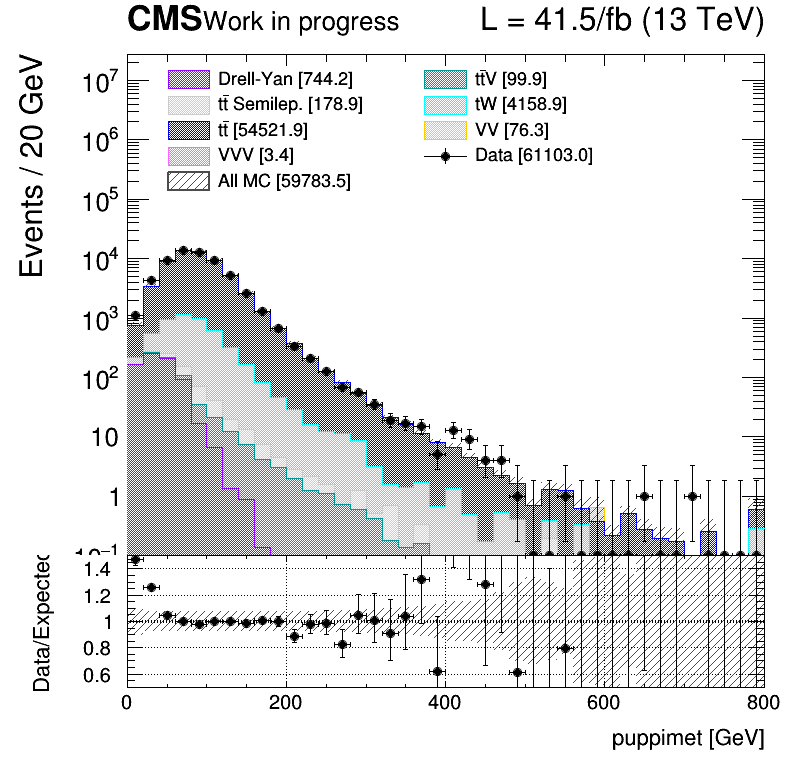 CMS Work in progress L = 41.5/fb (13 TeV)
Events / 20 GeV
10⁷
10⁶
10⁵
10⁴
10³
10²
10
1
10⁻¹
Drell-Yan [744.2]
tt̄ Semilep. [178.9]
tt̄ [54521.9]
VVV [3.4]
All MC [59783.5]
tt̄V [99.9]
tW [4158.9]
VV [76.3]
Data [61103.0]
Data/Expected
1.4
1.2
1
0.8
0.6
0 200 400 600 800
puppimet [GeV]